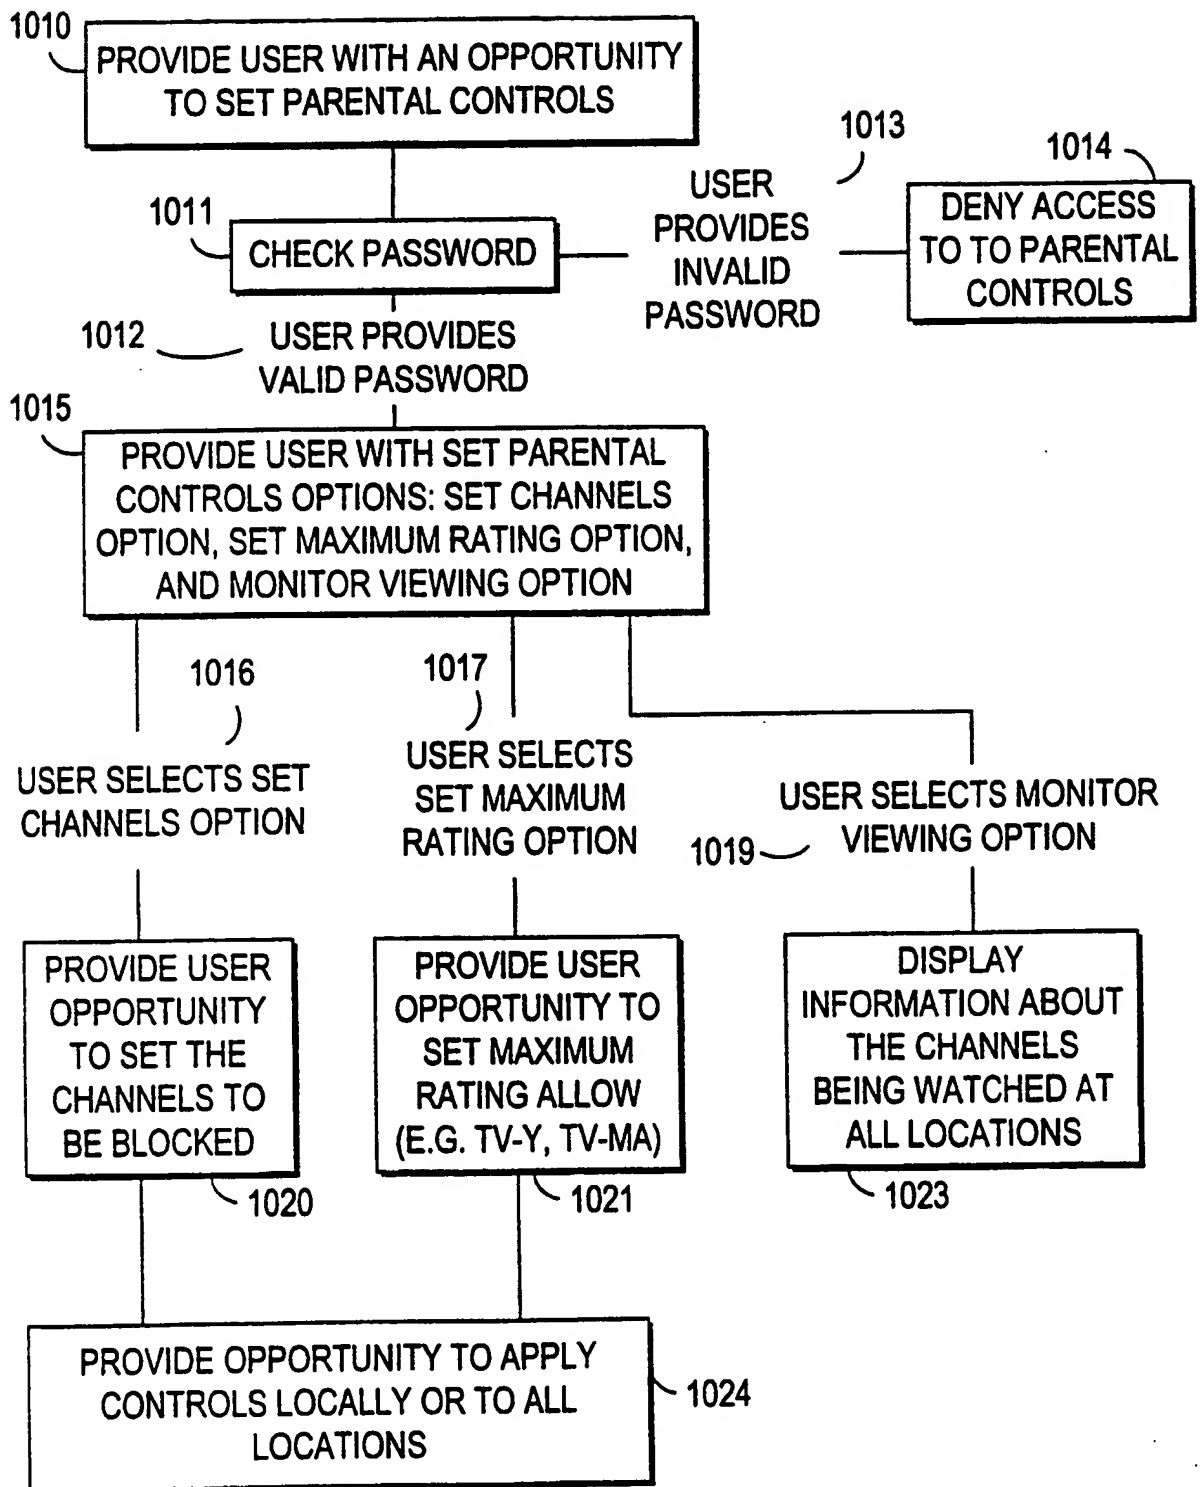 1010
PROVIDE USER WITH AN OPPORTUNITY
TO SET PARENTAL CONTROLS
1011
CHECK PASSWORD
1013
USER
PROVIDES
INVALID
PASSWORD
1014
DENY ACCESS
TO TO PARENTAL
CONTROLS
1012
USER PROVIDES
VALID PASSWORD
1015
PROVIDE USER WITH SET PARENTAL
CONTROLS OPTIONS: SET CHANNELS
OPTION, SET MAXIMUM RATING OPTION,
AND MONITOR VIEWING OPTION
1016
USER SELECTS SET
CHANNELS OPTION
1017
USER SELECTS
SET MAXIMUM
RATING OPTION
USER SELECTS MONITOR
VIEWING OPTION
1019
PROVIDE USER
OPPORTUNITY
TO SET THE
CHANNELS TO
BE BLOCKED
1020
PROVIDE USER
OPPORTUNITY TO
SET MAXIMUM
RATING ALLOW
(E.G. TV-Y, TV-MA)
1021
DISPLAY
INFORMATION ABOUT
THE CHANNELS
BEING WATCHED AT
ALL LOCATIONS
1023
PROVIDE OPPORTUNITY TO APPLY
CONTROLS LOCALLY OR TO ALL
LOCATIONS
1024